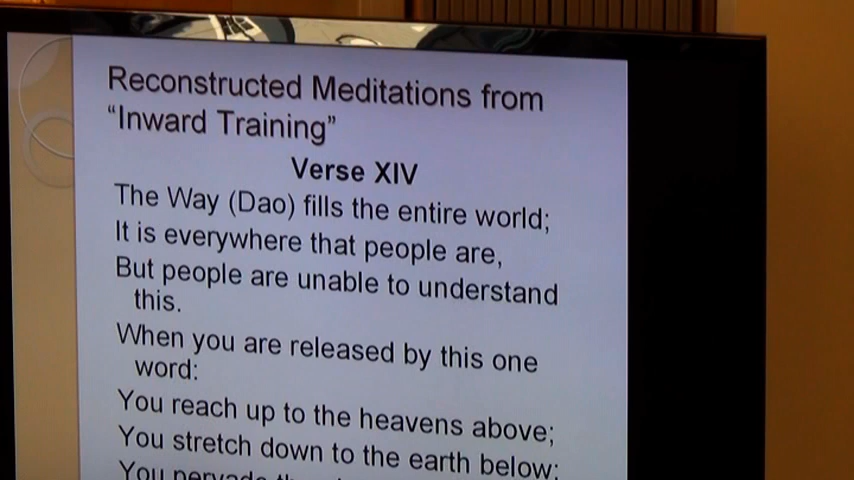 Reconstructed Meditations from
“Inward Training”
Verse XIV
The Way (Dao) fills the entire world;
It is everywhere that people are,
But people are unable to understand
this.
When you are released by this one
word:
You reach up to the heavens above;
You stretch down to the earth below;
You pervade